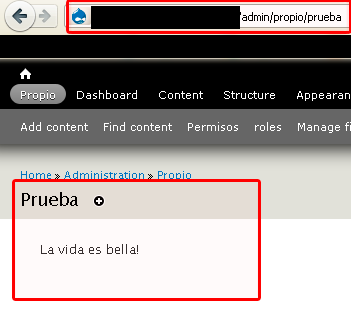 /admin/propio/prueba
Propio Dashboard Content Structure Appearan
Add content Find content Permisos roles Manage fi
Home » Administration » Propio
Prueba
La vida es bella!